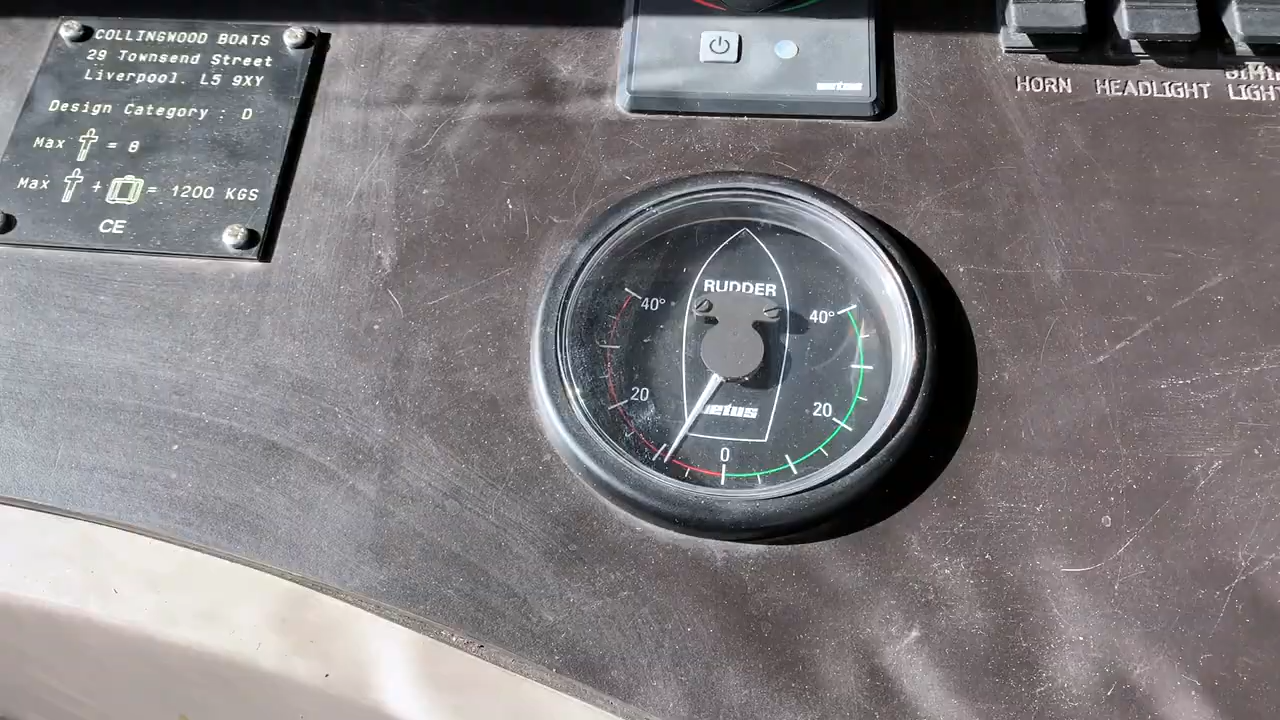 COLLINGWOOD BOATS
29 Townsend Street
Liverpool. L5 9XY
Design Category : D
Max = 8
Max + = 1200 KGS
CE
HORN
HEADLIGHT
LIGHT
RUDDER
40°
40°
20
20
vetus
0